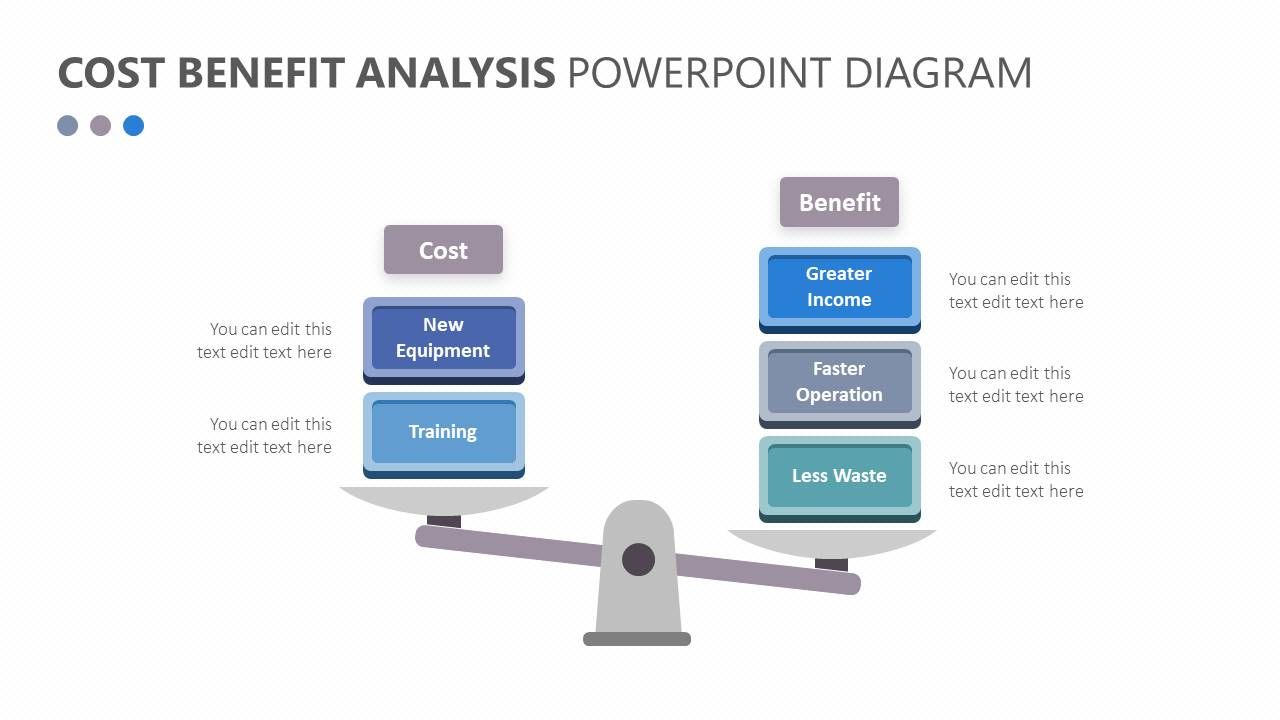 COST BENEFIT ANALYSIS POWERPOINT DIAGRAM
Cost
New
Equipment
You can edit this
text edit text here
Training
You can edit this
text edit text here
Benefit
Greater
Income
You can edit this
text edit text here
Faster
Operation
You can edit this
text edit text here
Less Waste
You can edit this
text edit text here